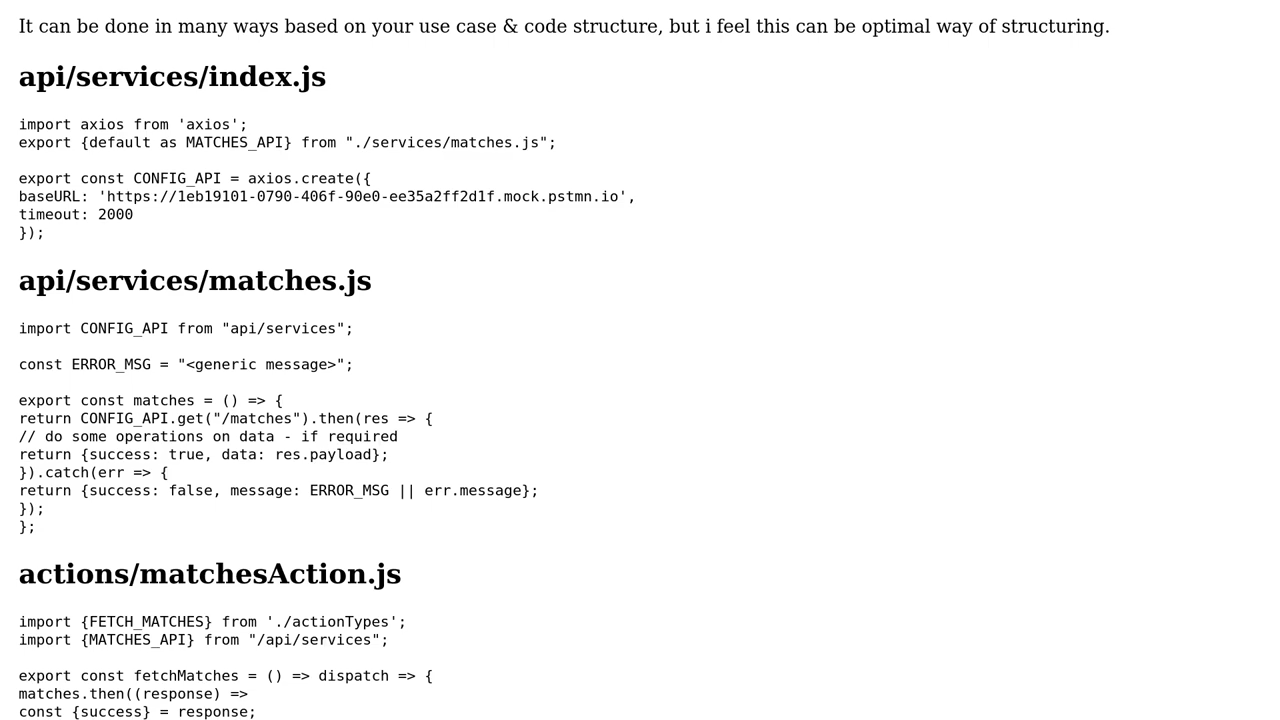 It can be done in many ways based on your use case & code structure, but i feel this can be optimal way of structuring.
api/services/index.js
import axios from 'axios';
export {default as MATCHES_API} from "./services/matches.js";
export const CONFIG_API = axios.create({
baseURL: 'https://1eb19101-0790-406f-90e0-ee35a2ff2d1f.mock.pstmn.io',
timeout: 2000
});
api/services/matches.js
import CONFIG_API from "api/services";
const ERROR_MSG = "<generic message>";
export const matches = () => {
return CONFIG_API.get("/matches").then(res => {
// do some operations on data - if required
return {success: true, data: res.payload};
}).catch(err => {
return {success: false, message: ERROR_MSG || err.message};
});
};
actions/matchesAction.js
import {FETCH_MATCHES} from './actionTypes';
import {MATCHES_API} from "/api/services";
export const fetchMatches = () => dispatch => {
matches.then((response) =>
const {success} = response;